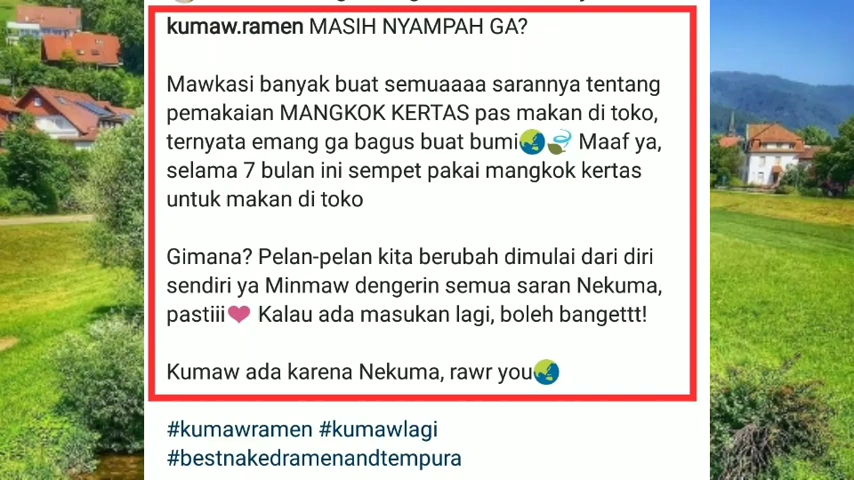 kumaw.ramen MASIH NYAMPAH GA?
Mawkasi banyak buat semuaaaa sarannya tentang
pemakaian MANGKOK KERTAS pas makan di toko,
ternyata emang ga bagus buat bumi🌏🍃 Maaf ya,
selama 7 bulan ini sempet pakai mangkok kertas
untuk makan di toko
Gimana? Pelan-pelan kita berubah dimulai dari diri
sendiri ya Minmaw dengerin semua saran Nekuma,
pastiii❤ Kalau ada masukan lagi, boleh bangettt!
Kumaw ada karena Nekuma, rawr you🌏
#kumawramen #kumawlagi
#bestnakedramenandtempura